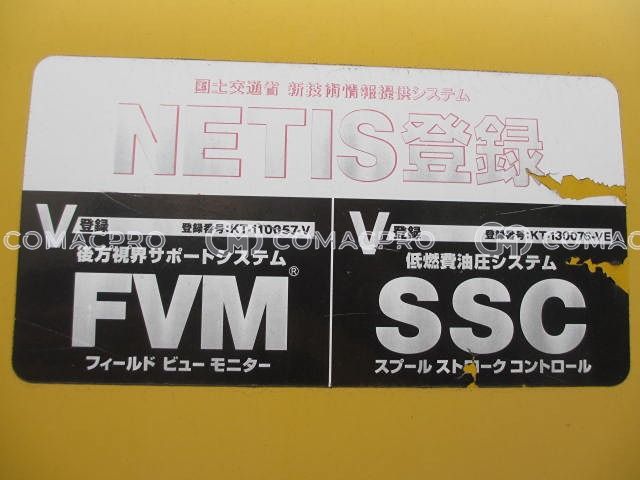 国土交通省 新技術情報提供システム
NETIS登録
V登録 登録番号:KT-110057-V
後方視界サポートシステム
FVM®
フィールド ビュー モニター
V登録 登録番号:KT-130076-VE
低燃費油圧システム
SSC
スプール ストローク コントロール
COMACPRO CM COMACPRO CM COMACPRO